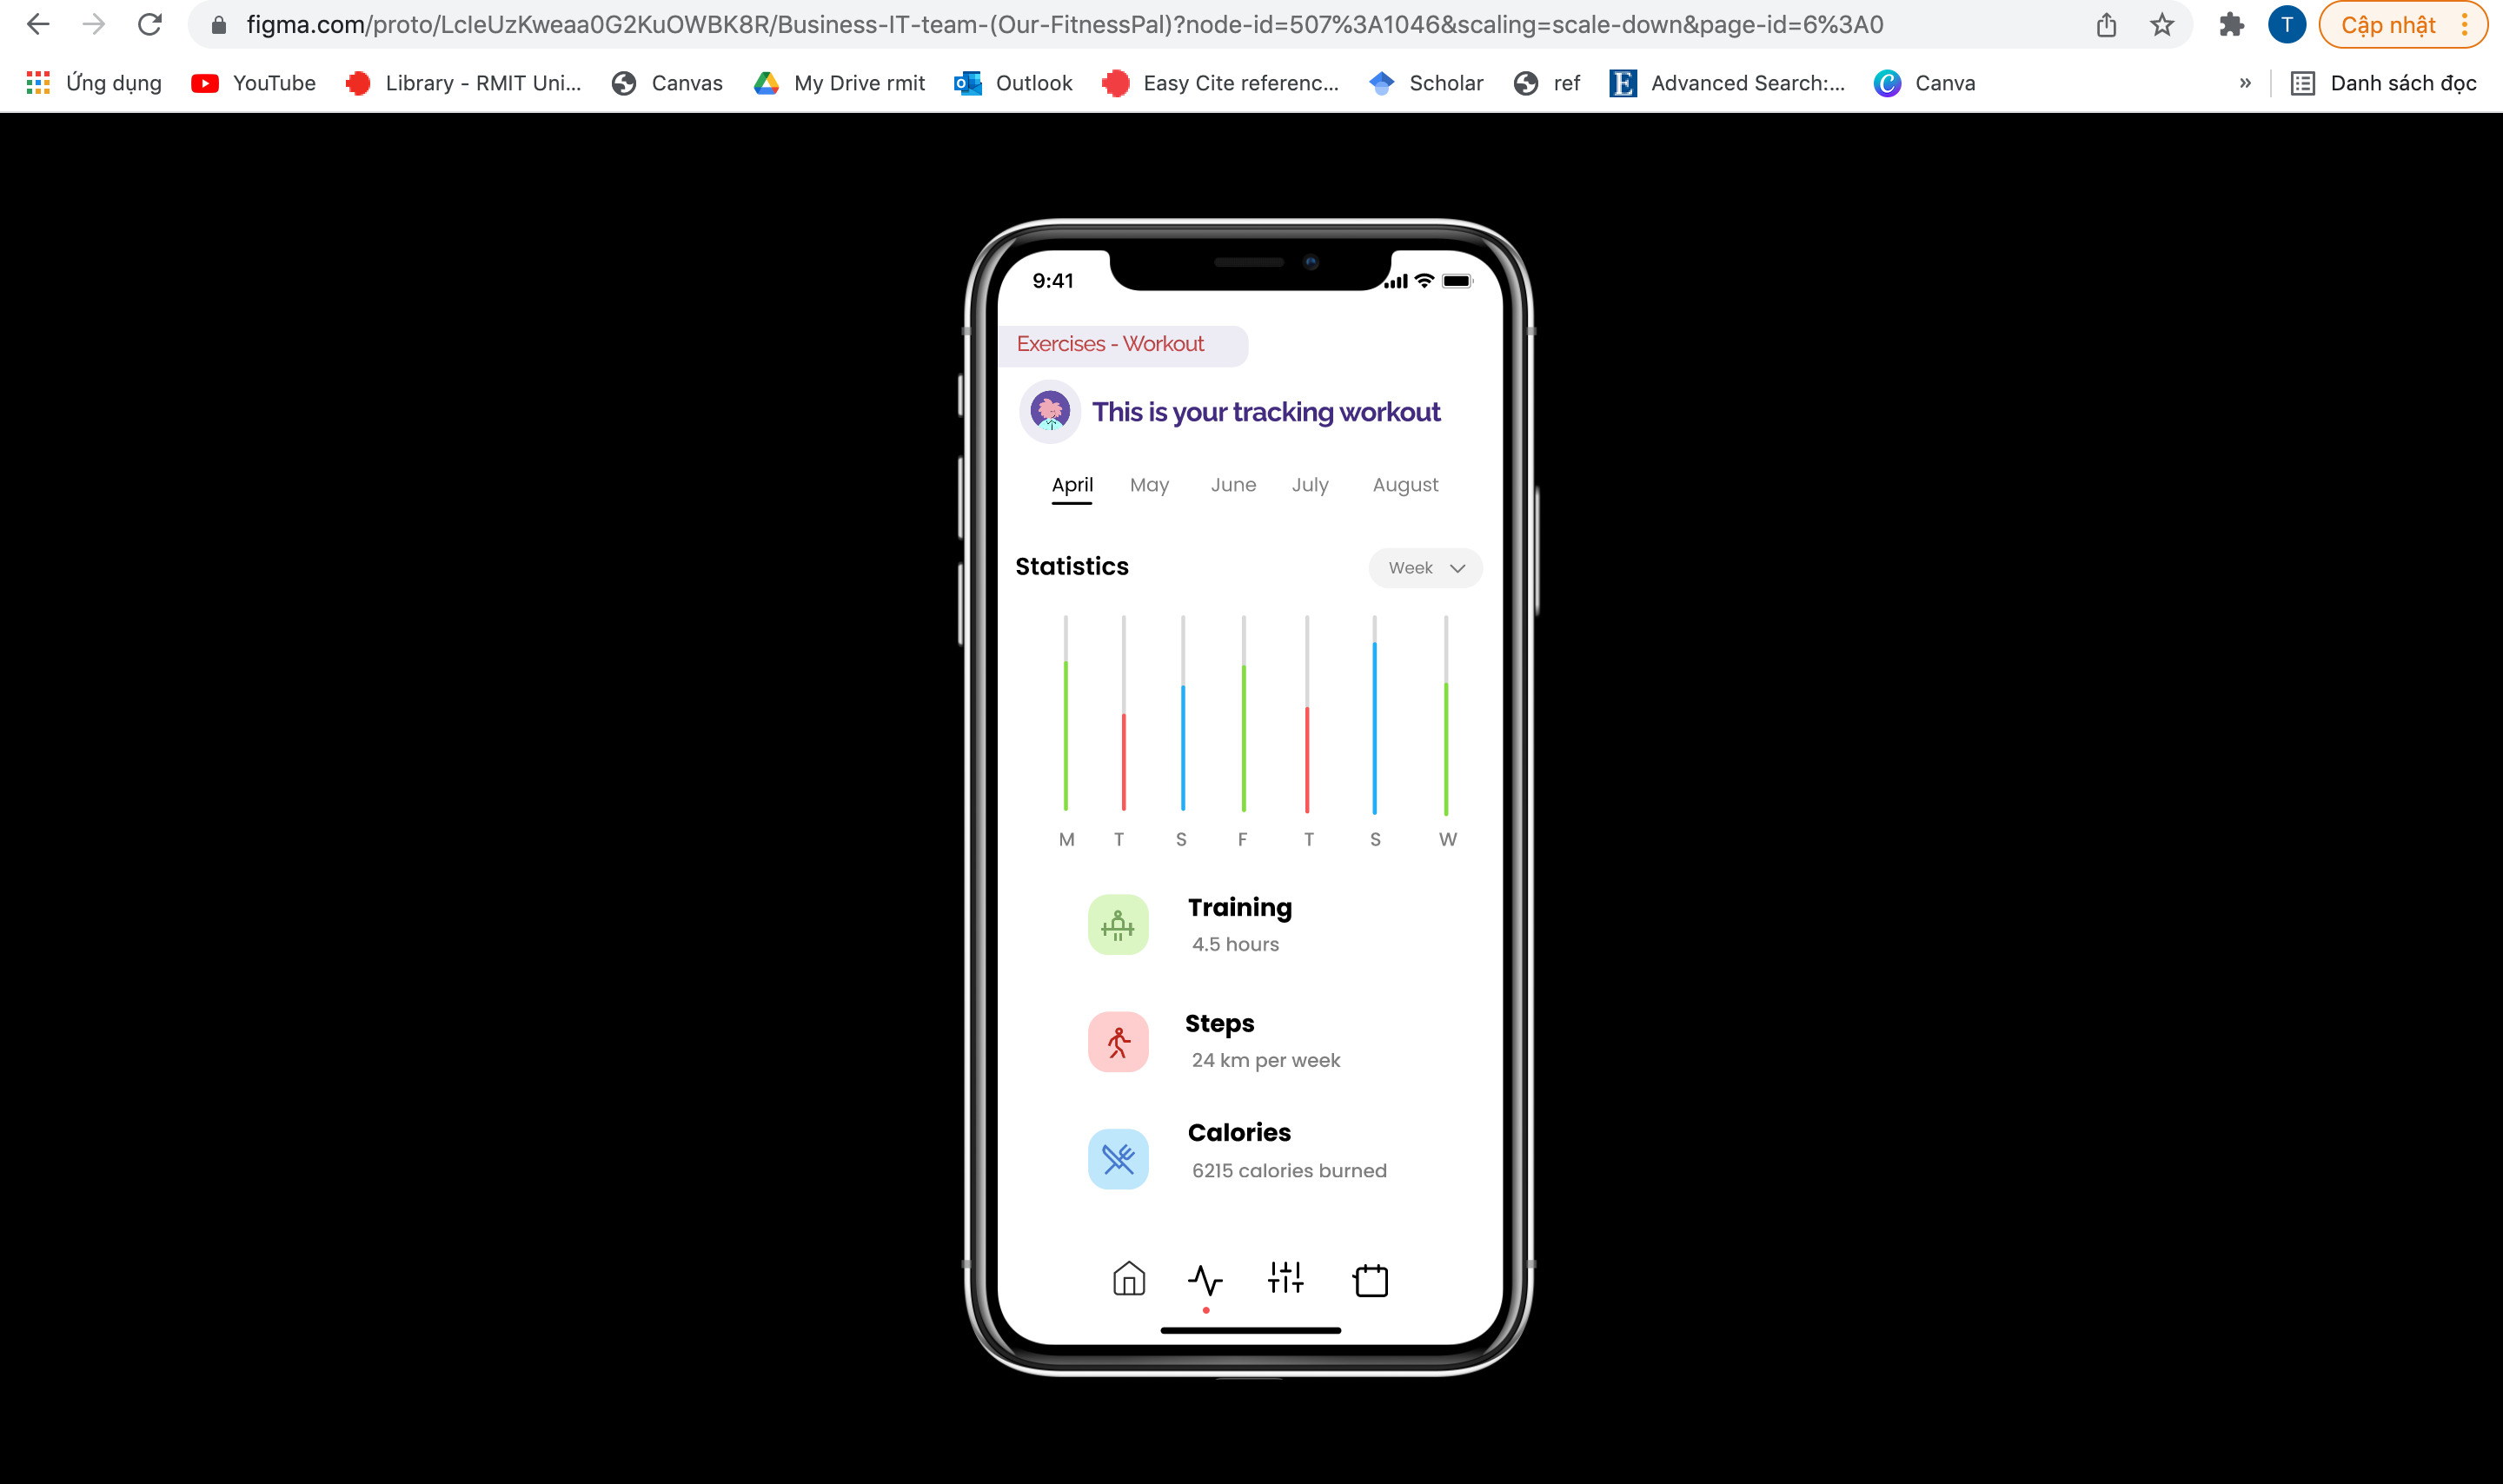 figma.com/proto/LcIeUzKweaa0G2KuOWBK8R/Business-IT-team-(Our-FitnessPal)?node-id=507%3A1046&scaling=scale-down&page-id=6%3A0
T
Cập nhật
Ứng dụng YouTube Library - RMIT Uni... Canvas My Drive rmit Outlook Easy Cite referenc... Scholar ref Advanced Search:... Canva » Danh sách đọc
9:41
Exercises - Workout
This is your tracking workout
April May June July August
Statistics
Week
M T S F T S W
Training
4.5 hours
Steps
24 km per week
Calories
6215 calories burned